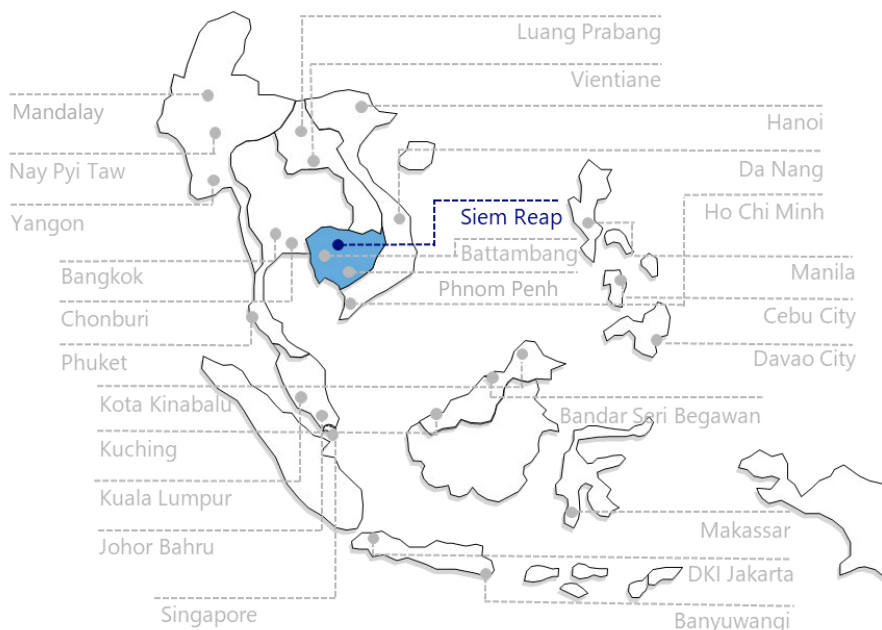 Luang Prabang
Vientiane
Mandalay
Hanoi
Nay Pyi Taw
Da Nang
Yangon
Siem Reap
Ho Chi Minh
Battambang
Bangkok
Manila
Phnom Penh
Chonburi
Cebu City
Phuket
Davao City
Kota Kinabalu
Bandar Seri Begawan
Kuching
Kuala Lumpur
Makassar
Johor Bahru
DKI Jakarta
Singapore
Banyuwangi